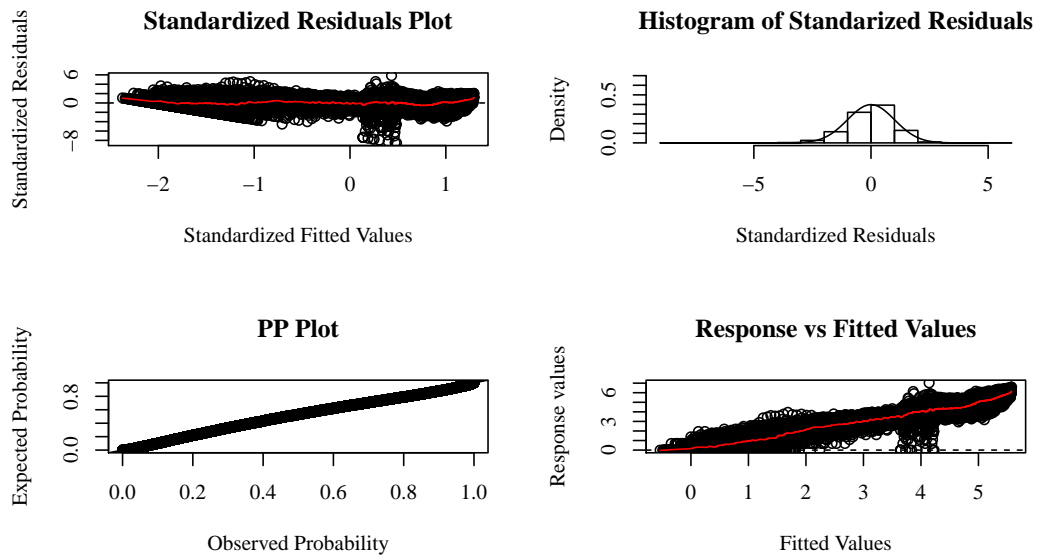 Standardized Residuals Plot
Standardized Residuals
6
0
−8
−2
−1
0
1
Standardized Fitted Values
Histogram of Standarized Residuals
Density
0.5
0.0
−5
0
5
Standardized Residuals
PP Plot
Expected Probability
0.8
0.0
0.0
0.2
0.4
0.6
0.8
1.0
Observed Probability
Response vs Fitted Values
Response values
6
3
0
0
1
2
3
4
5
Fitted Values